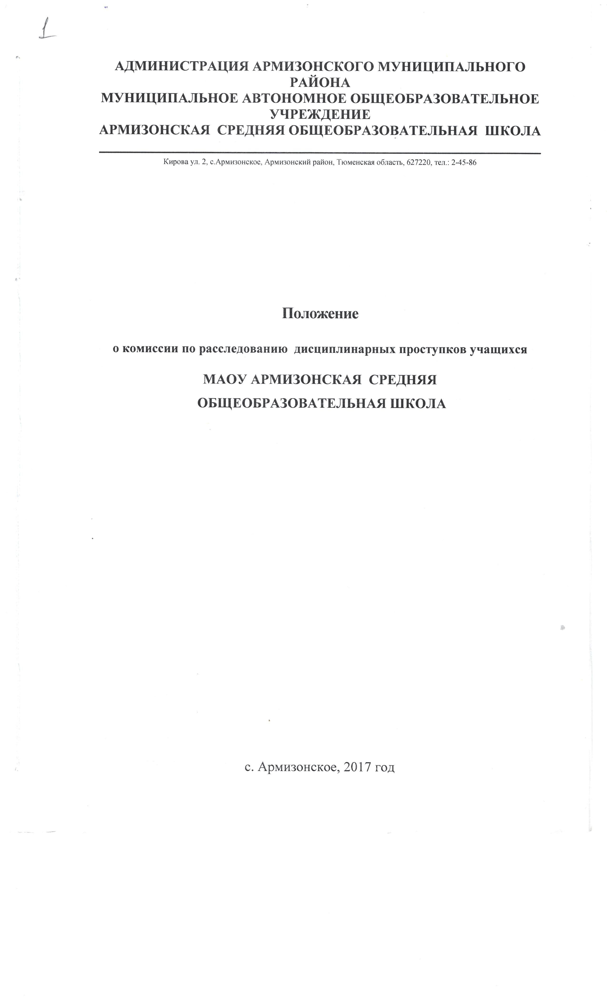 1
АДМИНИСТРАЦИЯ АРМИЗОНСКОГО МУНИЦИПАЛЬНОГО
РАЙОНА
МУНИЦИПАЛЬНОЕ АВТОНОМНОЕ ОБЩЕОБРАЗОВАТЕЛЬНОЕ
УЧРЕЖДЕНИЕ
АРМИЗОНСКАЯ  СРЕДНЯЯ ОБЩЕОБРАЗОВАТЕЛЬНАЯ  ШКОЛА
Кирова ул. 2, с.Армизонское, Армизонский район, Тюменская область, 627220, тел.: 2-45-86
Положение
о комиссии по расследованию  дисциплинарных проступков учащихся
МАОУ АРМИЗОНСКАЯ  СРЕДНЯЯ
ОБЩЕОБРАЗОВАТЕЛЬНАЯ ШКОЛА
с. Армизонское, 2017 год